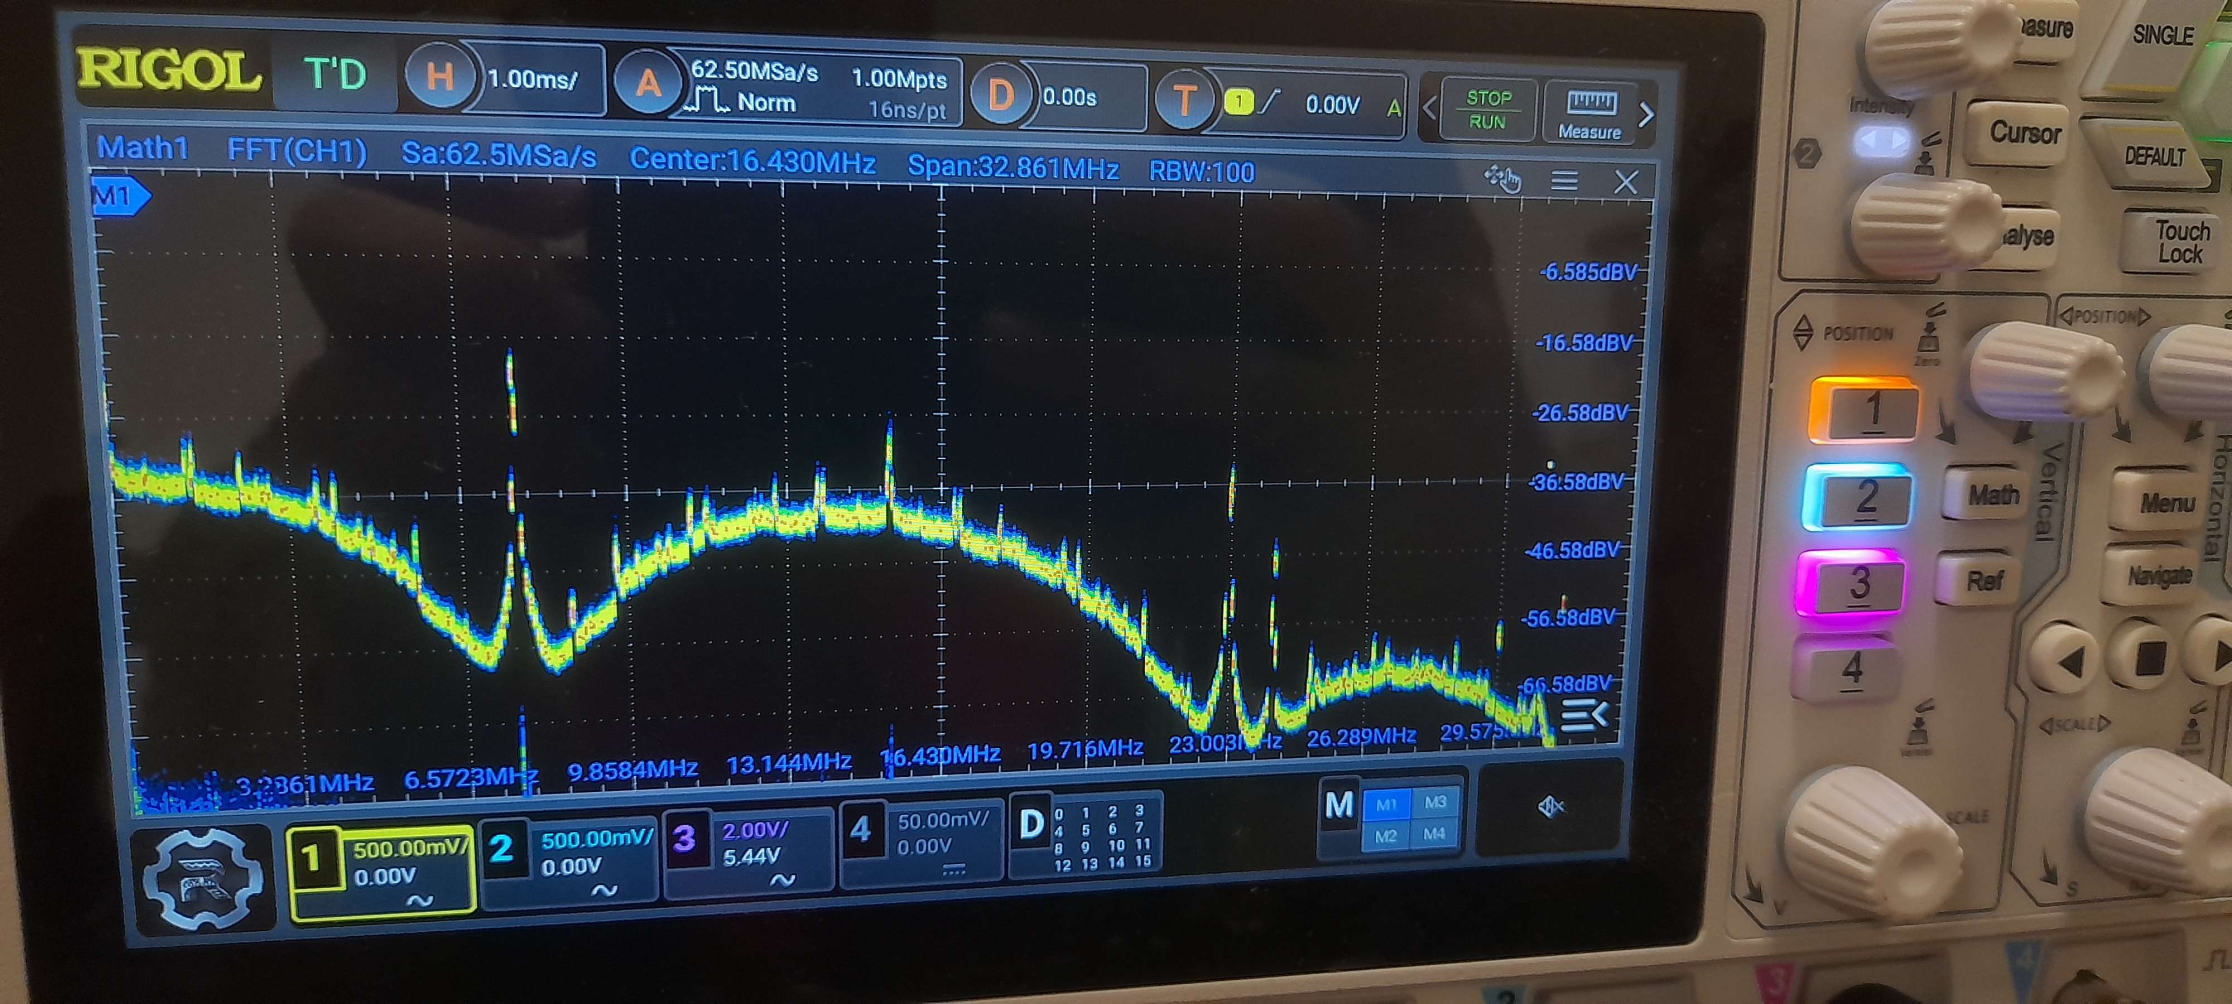 RIGOL T'D H 1.00ms/ A 62.50MSa/s 1.00Mpts D 0.00s T 1 0.00V A STOP
Norm 16ns/pt RUN Measure
Math1 FFT(CH1) Sa:62.5MSa/s Center:16.430MHz Span:32.861MHz RBW:100
M1
-6.585dBV
-16.58dBV
-26.58dBV
-36.58dBV
-46.58dBV
-56.58dBV
-66.58dBV
6.5723MHz 9.8584MHz 13.144MHz 16.430MHz 19.716MHz 23.003MHz 26.289MHz
1 500.00mV/ 2 500.00mV/ 3 2.00V/ 4 50.00mV/ D 0 1 2 3 M M1 M3
0.00V 0.00V 5.44V 0.00V 4 5 6 7 M2 M4
8 9 10 11
12 13 14 15
asure
SINGLE
Intensity
2
Cursor
DEFAULT
alyse
Touch
Lock
POSITION
POSITION
Zero
1
2
3
4
Vertical
Horizontal
Math
Menu
Ref
Navigate
SCALE
SCALE
V
S
2
3
4